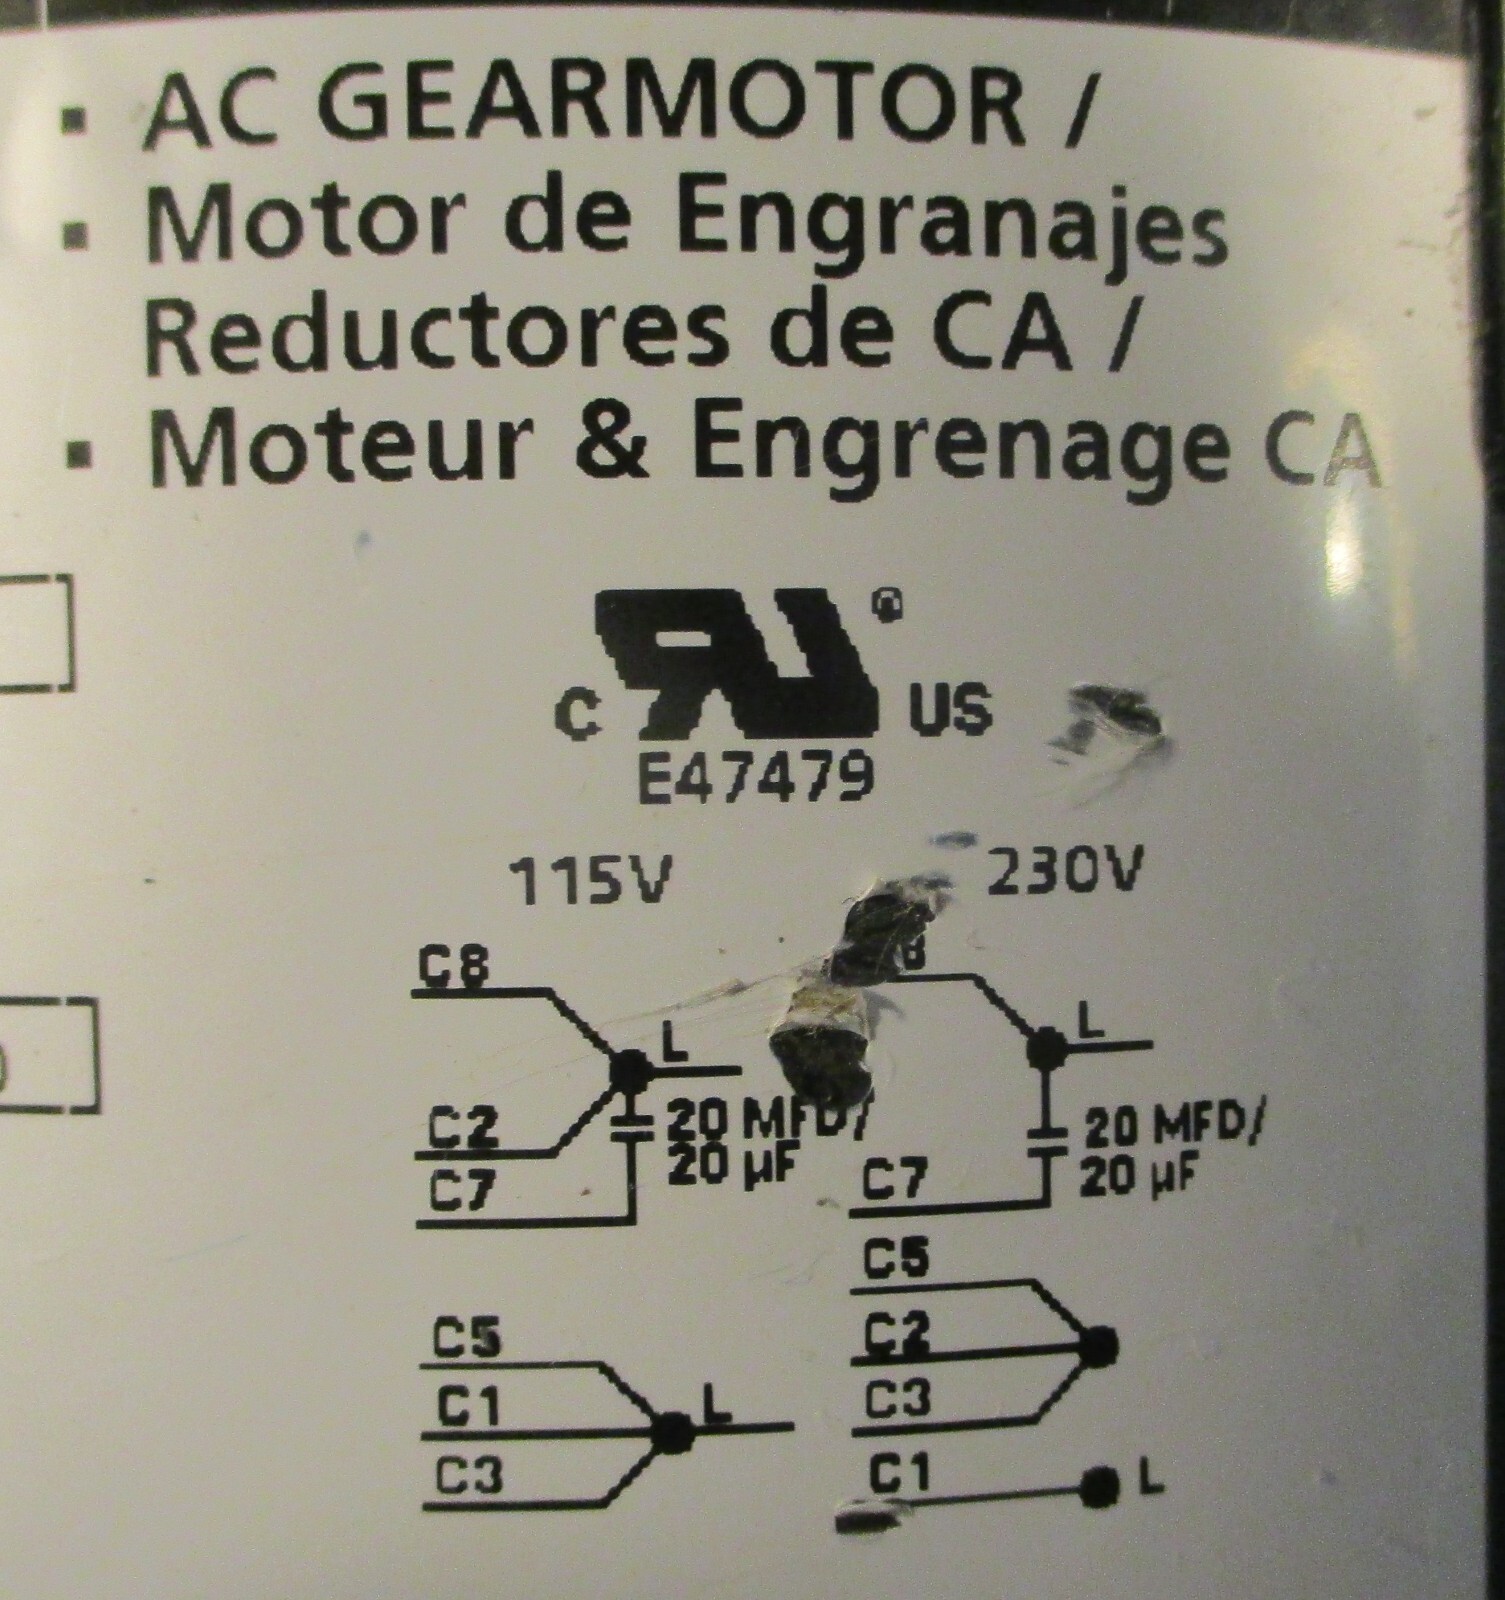 ▪ AC GEARMOTOR /
▪ Motor de Engranajes
Reductores de CA /
▪ Moteur & Engrenage CA
C RU® US
E47479
115V
C8
L
C2
20 MFD/
20 µF
C7
C5
C1
L
C3
230V
L
20 MFD/
20 µF
C7
C5
C2
C3
C1
L